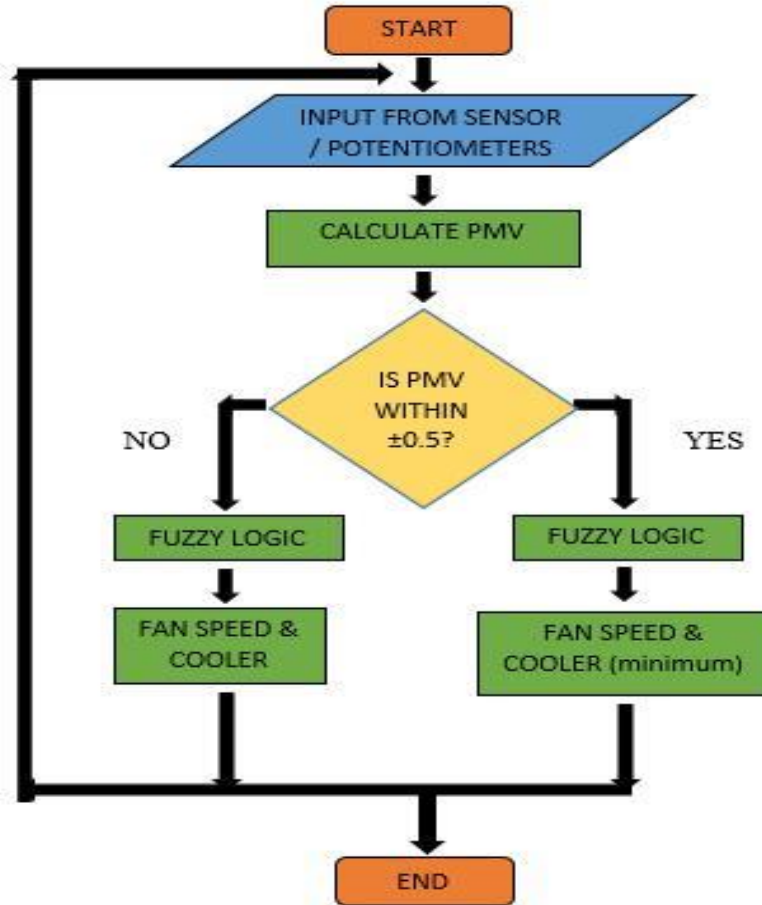 START
INPUT FROM SENSOR
/ POTENTIOMETERS
CALCULATE PMV
IS PMV
WITHIN
±0.5?
NO
YES
FUZZY LOGIC
FUZZY LOGIC
FAN SPEED &
COOLER
FAN SPEED &
COOLER (minimum)
END